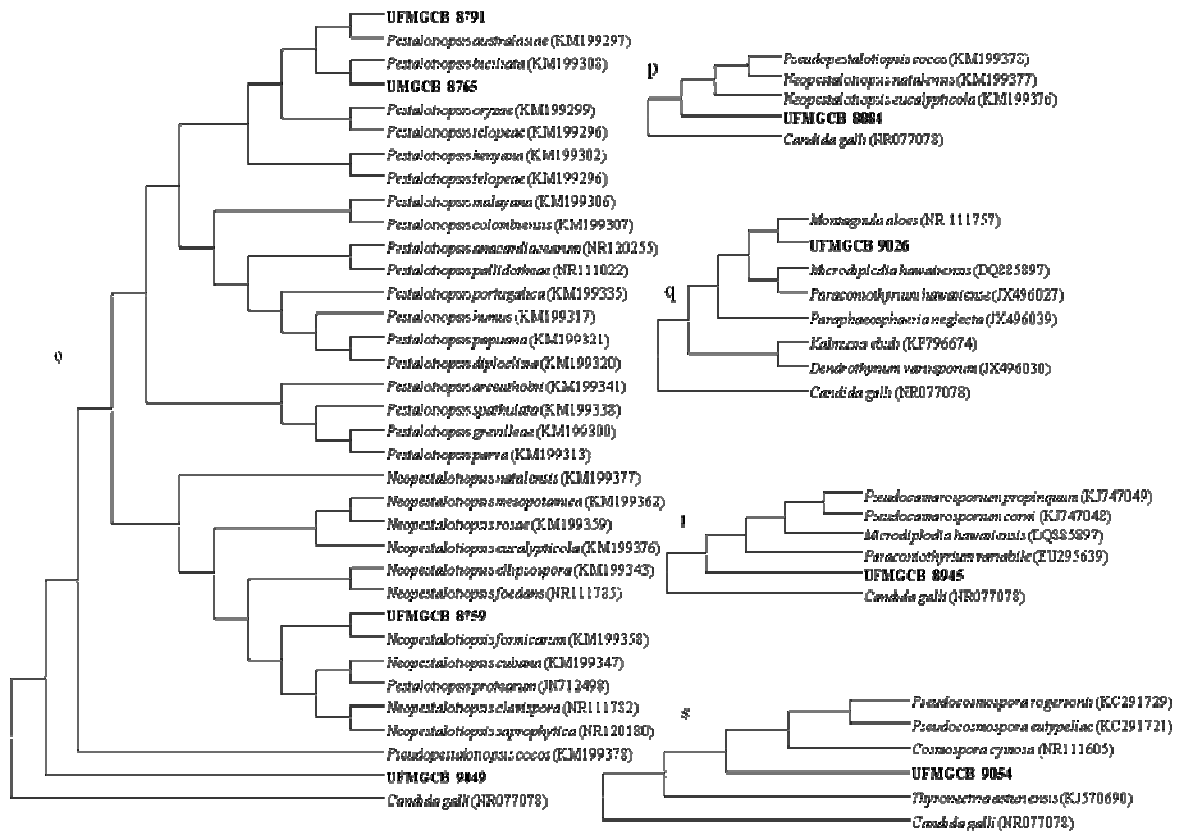 UFMGCB 8791
Pestalotiopsis australasiae (KM199297)
Pestalotiopsis (KM199308)
UMGCB 8765
Pestalotiopsis oryzae (KM199299)
Pestalotiopsis telopeae (KM199296)
Pestalotiopsis kenyana (KM199302)
Pestalotiopsis telopeae (KM199296)
Pestalotiopsis malayana (KM199306)
Pestalotiopsis colombiensis (KM199307)
Pestalotiopsis anacardiacearum (NR120255)
Pestalotiopsis pallidotheae (NR111022)
Pestalotiopsis portugalica (KM199335)
Pestalotiopsis humus (KM199317)
Pestalotiopsis papuana (KM199321)
Pestalotiopsis diploclisia (KM199320)
Pestalotiopsis (KM199341)
Pestalotiopsis spathulata (KM199338)
Pestalotiopsis grevilleae (KM199300)
Pestalotiopsis parva (KM199313)
Neopestalotiopsis natalensis (KM199377)
Neopestalotiopsis mesopotamica (KM199362)
Neopestalotiopsis rosae (KM199359)
Neopestalotiopsis eucalypticola (KM199376)
Neopestalotiopsis ellipsospora (KM199343)
Neopestalotiopsis foedans (NR111785)
UFMGCB 8759
Neopestalotiopsis formicarum (KM199358)
Neopestalotiopsis cubana (KM199347)
Pestalotiopsis protearum (JN712498)
Neopestalotiopsis clavispora (NR111782)
Neopestalotiopsis saprophytica (NR120180)
Pseudopestalotiopsis cocos (KM199378)
UFMGCB 9849
Candida galli (NR077078)
o
p
Pseudopestalotiopsis cocos (KM199378)
Neopestalotiopsis natalensis (KM199377)
Neopestalotiopsis eucalypticola (KM199376)
UFMGCB 8084
Candida galli (NR077078)
q
Montagnula aloes (NR 111757)
UFMGCB 9026
Microdiplodia hawaiiensis (DQ885897)
Paraconiothyrium hawaiiense (JX496027)
Paraphaeosphaeria neglecta (JX496039)
Kalmusia ebuli (KF796674)
Dendrothyrium variisporum (JX496030)
Candida galli (NR077078)
r
Pseudocamarosporium propinquum (KJ747049)
Pseudocamarosporium corni (KJ747048)
Microdiplodia hawaiiensis (DQ885897)
Paraconiothyrium variabile (EU295639)
UFMGCB 8945
Candida galli (NR077078)
s
Pseudocosmospora rogersonii (KC291729)
Pseudocosmospora eutypellae (KC291721)
Cosmospora cymosa (NR111605)
UFMGCB 9054
Thyronectria asturiensis (KJ570690)
Candida galli (NR077078)